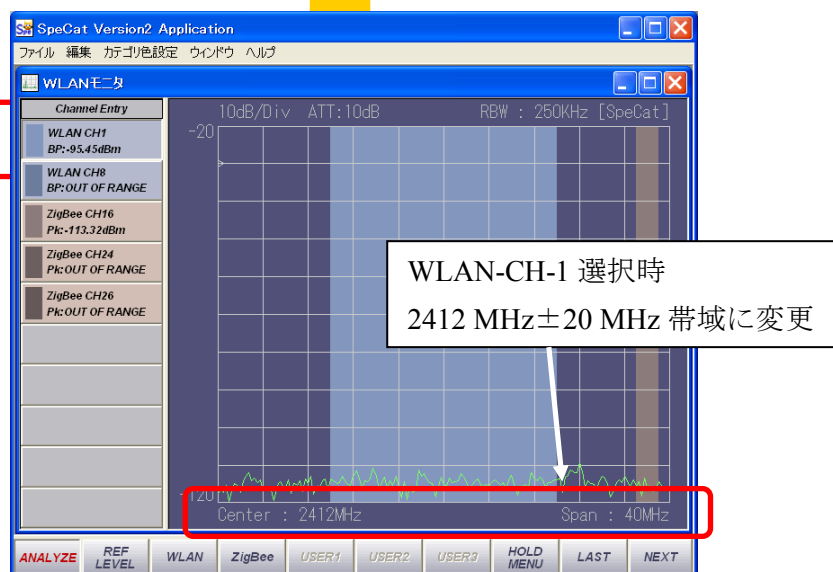 SpeCat Version2 Application
ファイル 編集 カテゴリ色設定 ウィンドウ ヘルプ
WLANモニタ
Channel Entry
WLAN CH1
BP:-95.45dBm
WLAN CH8
BP:OUT OF RANGE
ZigBee CH16
Pk:-113.32dBm
ZigBee CH24
Pk:OUT OF RANGE
ZigBee CH26
Pk:OUT OF RANGE
10dB/Div ATT:10dB RBW : 250KHz [SpeCat]
-20
WLAN-CH-1 選択時
2412 MHz±20 MHz 帯域に変更
-120
Center : 2412MHz Span : 40MHz
ANALYZE REF LEVEL WLAN ZigBee USER1 USER2 USER3 HOLD MENU LAST NEXT